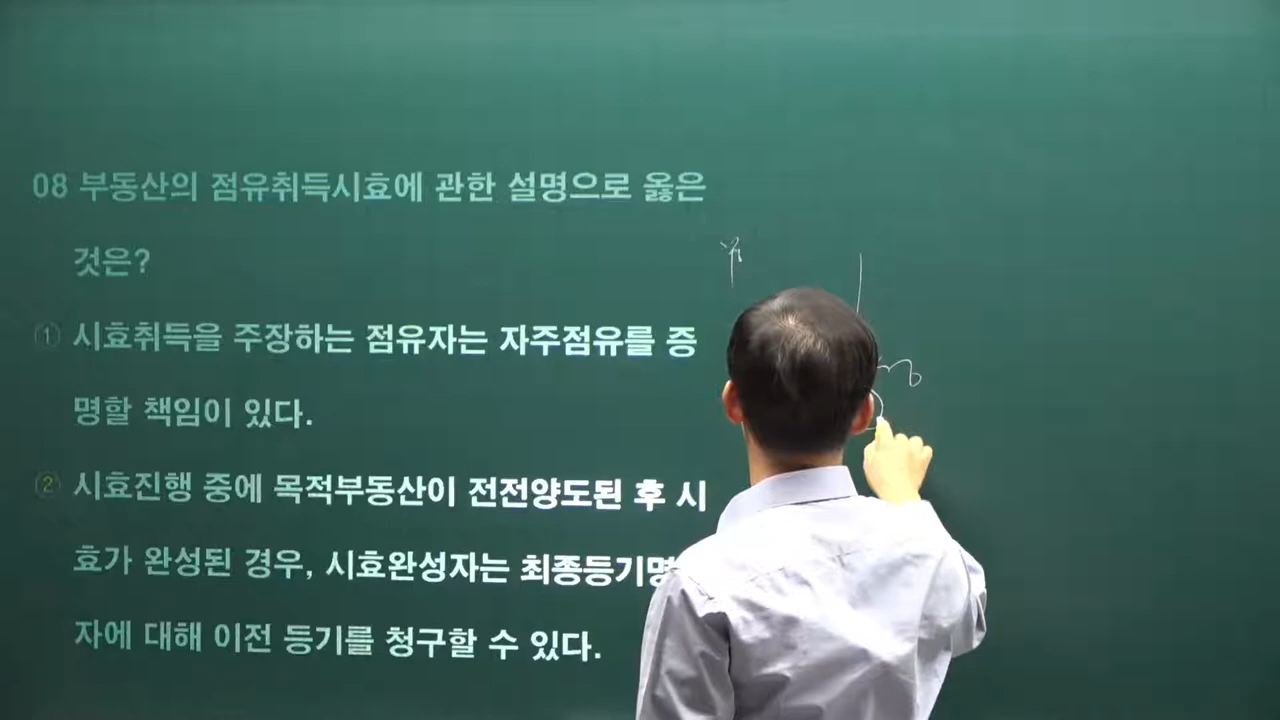 08 부동산의 점유취득시효에 관한 설명으로 옳은
것은?
① 시효취득을 주장하는 점유자는 자주점유를 증
명할 책임이 있다.
② 시효진행 중에 목적부동산이 전전양도된 후 시
효가 완성된 경우, 시효완성자는 최종등기명
자에 대해 이전 등기를 청구할 수 있다.